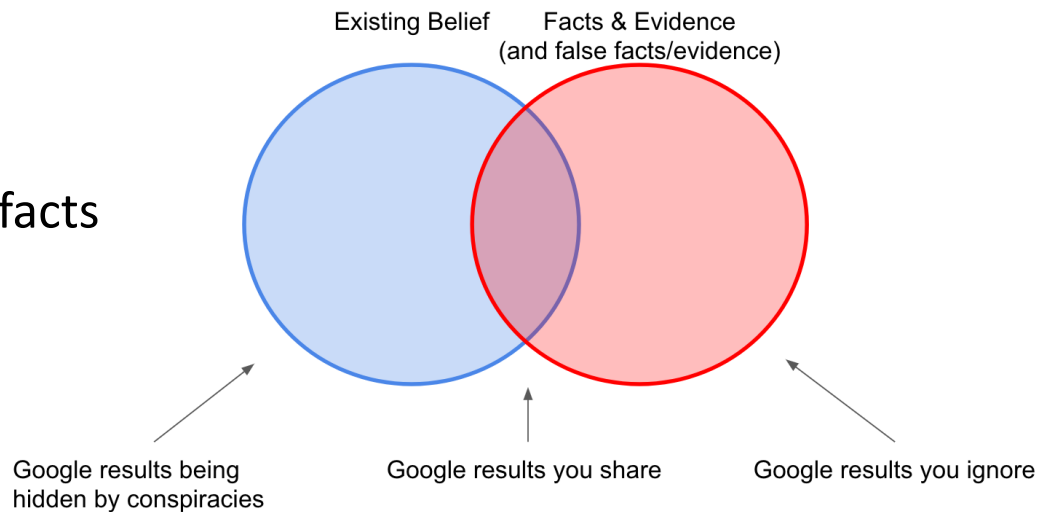 Existing Belief
Facts & Evidence
(and false facts/evidence)
facts
Google results being
hidden by conspiracies
Google results you share
Google results you ignore